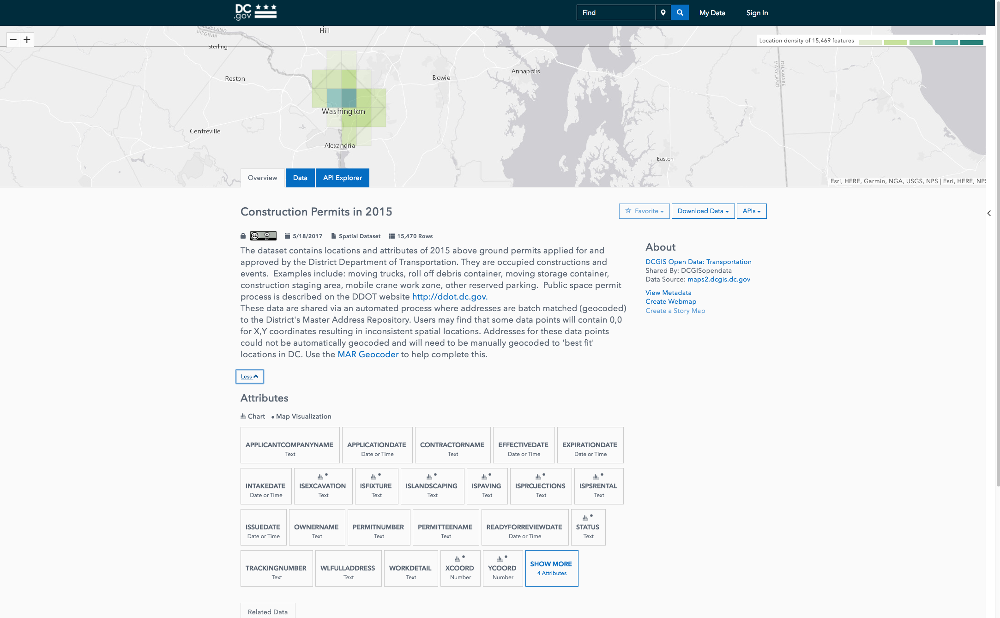 DC
.gov
Find
My Data
Sign In
MARYLAND
VIRGINIA
Hill
Sterling
Location density of 15,469 features
Reston
Bowie
Annapolis
DELAWARE
MARYLAND
Washington
Centreville
Alexandria
Easton
Overview
Data
API Explorer
Esri, HERE, Garmin, NGA, USGS, NPS | Esri, HERE, NPS
Construction Permits in 2015
Favorite
Download Data
APIs
cc
BY
5/18/2017
Spatial Dataset
15,470 Rows
The dataset contains locations and attributes of 2015 above ground permits applied for and
approved by the District Department of Transportation. They are occupied constructions and
events.  Examples include: moving trucks, roll off debris container, moving storage container,
construction staging area, mobile crane work zone, other reserved parking.  Public space permit
process is described on the DDOT website http://ddot.dc.gov.
These data are shared via an automated process where addresses are batch matched (geocoded)
to the District's Master Address Repository. Users may find that some data points will contain 0,0
for X,Y coordinates resulting in inconsistent spatial locations. Addresses for these data points
could not be automatically geocoded and will need to be manually geocoded to 'best fit'
locations in DC. Use the MAR Geocoder to help complete this.
About
DCGIS Open Data: Transportation
Shared By: DCGISopendata
Data Source: maps2.dcgis.dc.gov
View Metadata
Create Webmap
Create a Story Map
Less
Attributes
Chart
Map Visualization
APPLICANTCOMPANYNAME
Text
APPLICATIONDATE
Date or Time
CONTRACTORNAME
Text
EFFECTIVEDATE
Date or Time
EXPIRATIONDATE
Date or Time
INTAKEDATE
Date or Time
ISEXCAVATION
Text
ISFIXTURE
Text
ISLANDSCAPING
Text
ISPAVING
Text
ISPROJECTIONS
Text
ISPSRENTAL
Text
ISSUEDATE
Date or Time
OWNERNAME
Text
PERMITNUMBER
Text
PERMITTEENAME
Text
READYFORREVIEWDATE
Date or Time
STATUS
Text
TRACKINGNUMBER
Text
WLFULLADDRESS
Text
WORKDETAIL
Text
XCOORD
Number
YCOORD
Number
SHOW MORE
4 Attributes
Related Data